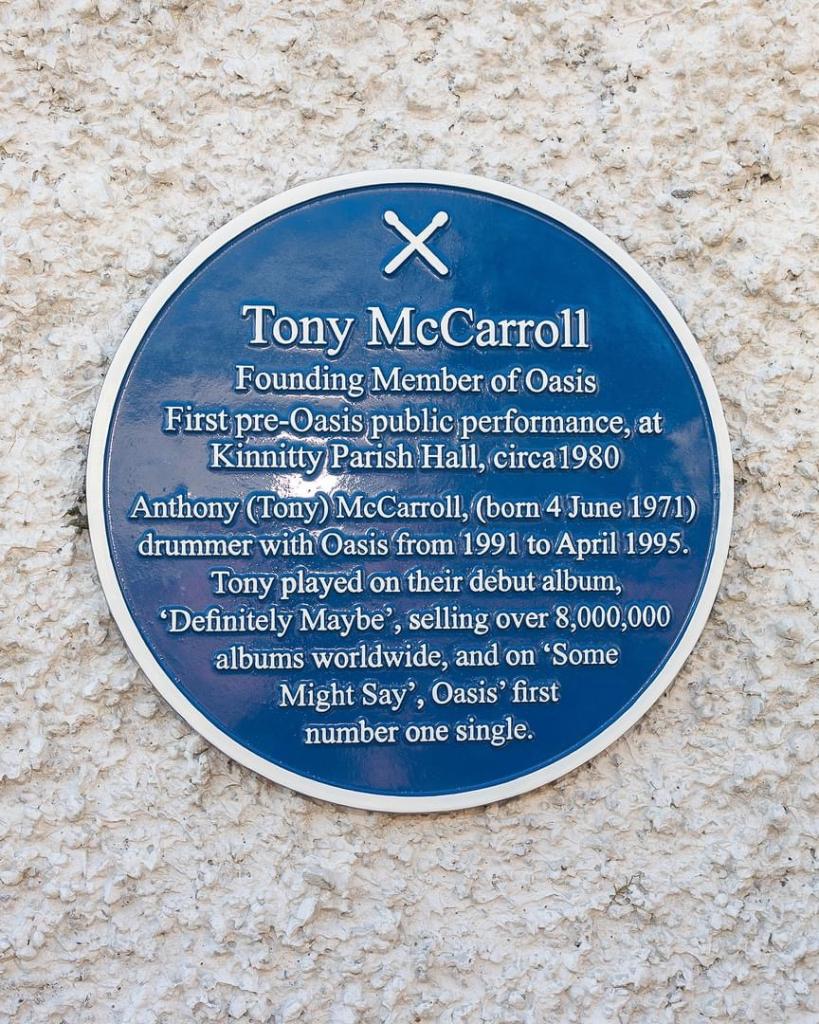 Tony McCarroll
Founding Member of Oasis
First pre-Oasis public performance, at
Kinnitty Parish Hall, circa1980
Anthony (Tony) McCarroll, (born 4 June 1971)
drummer with Oasis from 1991 to April 1995.
Tony played on their debut album,
‘Definitely Maybe’, selling over 8,000,000
albums worldwide, and on ‘Some
Might Say’, Oasis’ first
number one single.